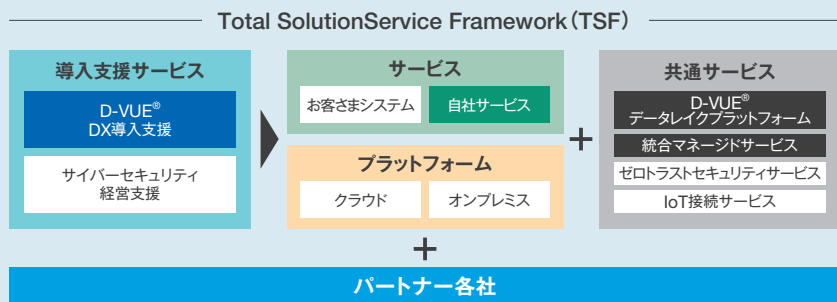 Total SolutionService Framework（TSF）
導入支援サービス
D-VUE®
DX導入支援
サイバーセキュリティ
経営支援
サービス
お客さまシステム
自社サービス
プラットフォーム
クラウド
オンプレミス
+
共通サービス
D-VUE®
データレイクプラットフォーム
統合マネージドサービス
ゼロトラストセキュリティサービス
IoT接続サービス
+
パートナー各社